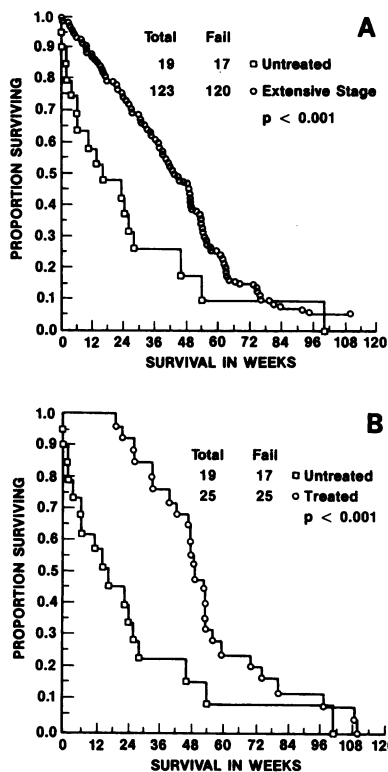 A
Total Fail
19 17 Untreated
123 120 Extensive Stage
p < 0.001
PROPORTION SURVIVING
1.0
0.9
0.8
0.7
0.6
0.5
0.4
0.3
0.2
0.1
0.0
0 12 24 36 48 60 72 84 96 108 120
SURVIVAL IN WEEKS
B
Total Fail
19 17 Untreated
25 25 Treated
p < 0.001
PROPORTION SURVIVING
1.0
0.9
0.8
0.7
0.6
0.5
0.4
0.3
0.2
0.1
0.0
0 12 24 36 48 60 72 84 96 108 120
SURVIVAL IN WEEKS